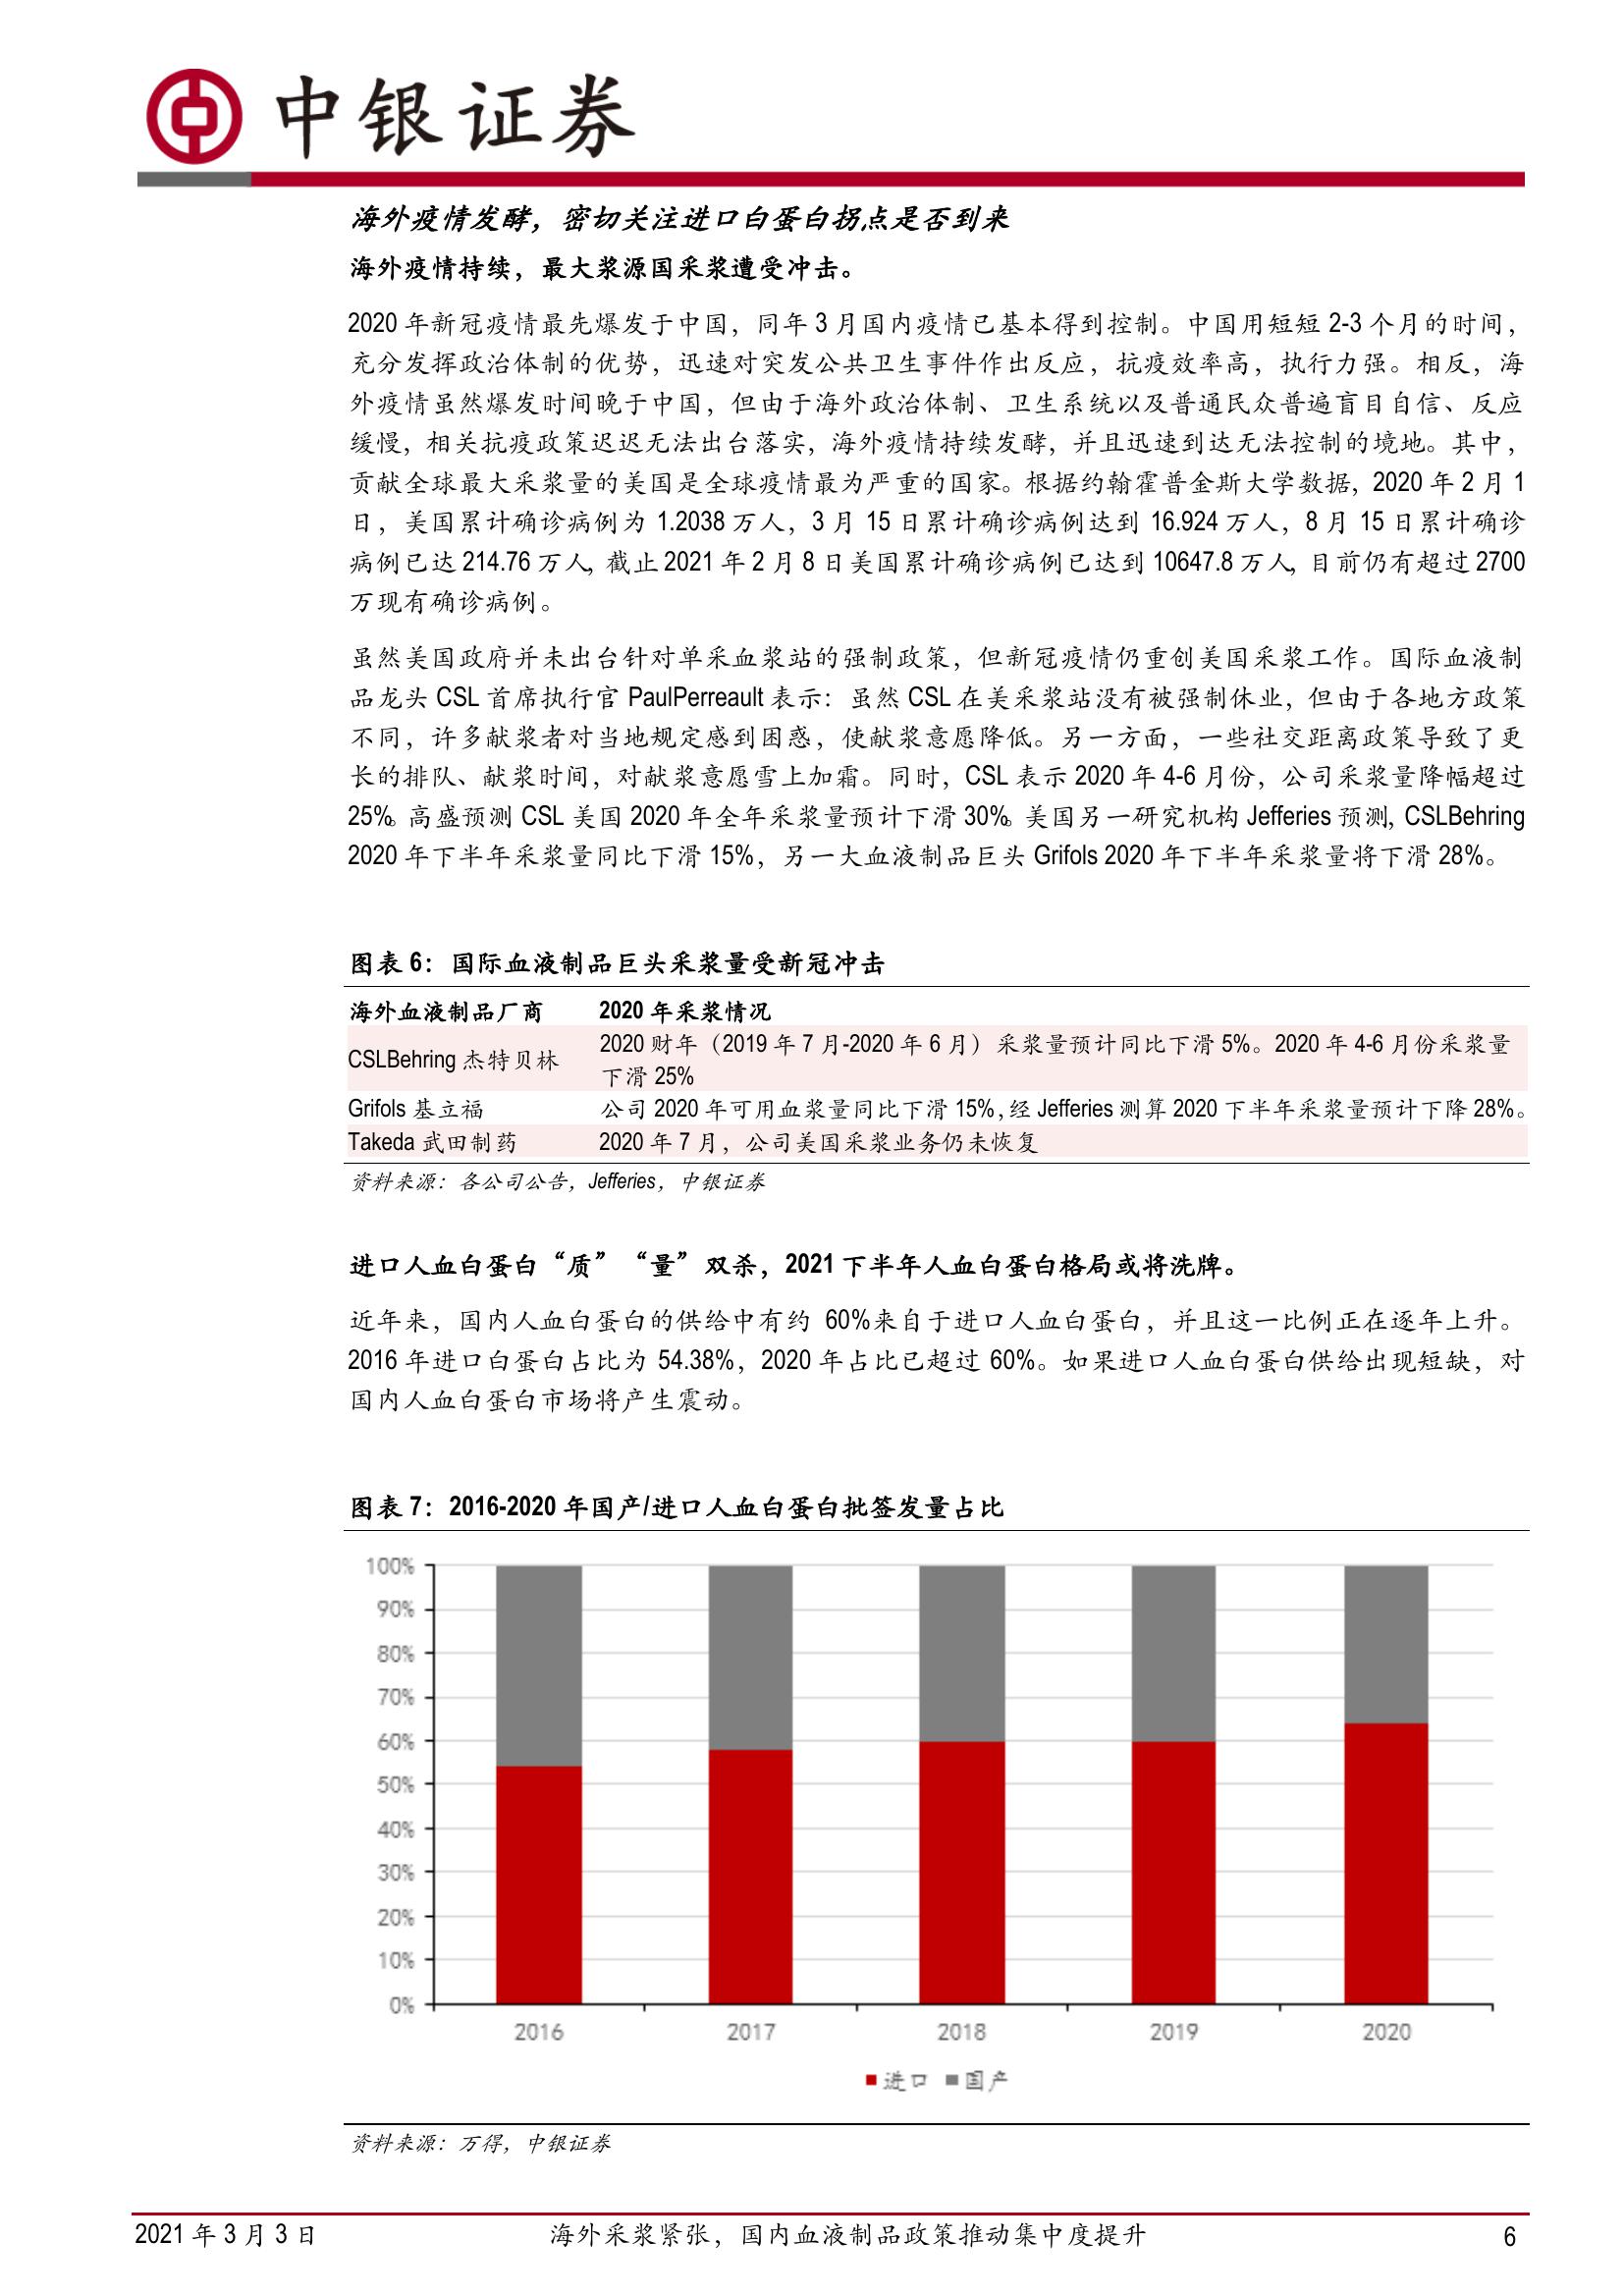 中银证券
海外疫情发酵，密切关注进口白蛋白拐点是否到来
海外疫情持续，最大浆源国采浆遭受冲击。
2020 年新冠疫情最先爆发于中国，同年 3 月国内疫情已基本得到控制。中国用短短 2-3 个月的时间，
充分发挥政治体制的优势，迅速对突发公共卫生事件作出反应，抗疫效率高，执行力强。相反，海
外疫情虽然爆发时间晚于中国，但由于海外政治体制、卫生系统以及普通民众普遍盲目自信、反应
缓慢，相关抗疫政策迟迟无法出台落实，海外疫情持续发酵，并且迅速到达无法控制的境地。其中，
贡献全球最大采浆量的美国是全球疫情最为严重的国家。根据约翰霍普金斯大学数据，2020 年 2 月 1
日，美国累计确诊病例为 1.2038 万人，3 月 15 日累计确诊病例达到 16.924 万人，8 月 15 日累计确诊
病例已达 214.76 万人，截止 2021 年 2 月 8 日美国累计确诊病例已达到 10647.8 万人，目前仍有超过 2700
万现有确诊病例。
虽然美国政府并未出台针对单采血浆站的强制政策，但新冠疫情仍重创美国采浆工作。国际血液制
品龙头 CSL 首席执行官 PaulPerreault 表示：虽然 CSL 在美采浆站没有被强制休业，但由于各地方政策
不同，许多献浆者对当地规定感到困惑，使献浆意愿降低。另一方面，一些社交距离政策导致了更
长的排队、献浆时间，对献浆意愿雪上加霜。同时，CSL 表示 2020 年 4-6 月份，公司采浆量降幅超过
25%。高盛预测 CSL 美国 2020 年全年采浆量预计下滑 30%。美国另一研究机构 Jefferies 预测，CSLBehring
2020 年下半年采浆量同比下滑 15%，另一大血液制品巨头 Grifols 2020 年下半年采浆量将下滑 28%。
图表 6：国际血液制品巨头采浆量受新冠冲击
海外血液制品厂商 2020 年采浆情况
CSLBehring 杰特贝林 2020 财年（2019 年 7 月-2020 年 6 月）采浆量预计同比下滑 5%。2020 年 4-6 月份采浆量
下滑 25%
Grifols 基立福 公司 2020 年可用血浆量同比下滑 15%，经 Jefferies 测算 2020 下半年采浆量预计下降 28%。
Takeda 武田制药 2020 年 7 月，公司美国采浆业务仍未恢复
资料来源：各公司公告，Jefferies，中银证券
进口人血白蛋白“质”“量”双杀，2021 下半年人血白蛋白格局或将洗牌。
近年来，国内人血白蛋白的供给中有约 60%来自于进口人血白蛋白，并且这一比例正在逐年上升。
2016 年进口白蛋白占比为 54.38%，2020 年占比已超过 60%。如果进口人血白蛋白供给出现短缺，对
国内人血白蛋白市场将产生震动。
图表 7：2016-2020 年国产/进口人血白蛋白批签发量占比
100%
90%
80%
70%
60%
50%
40%
30%
20%
10%
0%
2016 2017 2018 2019 2020
进口 国产
资料来源：万得，中银证券
2021 年 3 月 3 日 海外采浆紧张，国内血液制品政策推动集中度提升 6